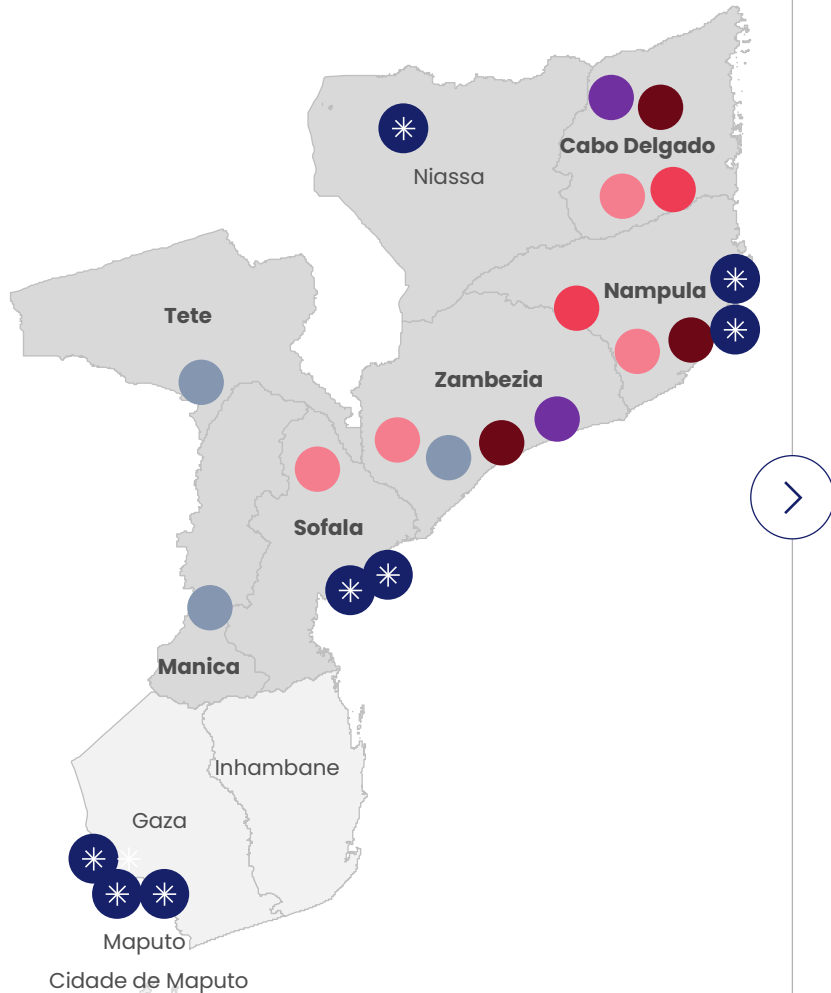 Cabo Delgado
Niassa
Nampula
Tete
Zambezia
Sofala
Manica
Inhambane
Gaza
Maputo
Cidade de Maputo